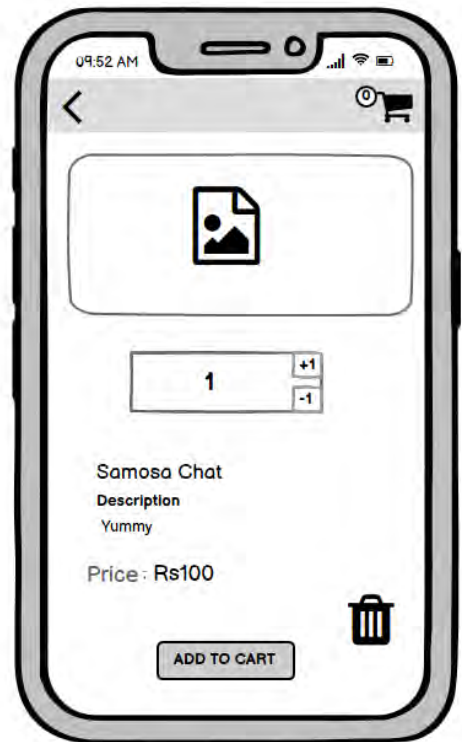 09:52 AM
0
1
+1
-1
Samosa Chat
Description
Yummy
Price : Rs100
ADD TO CART